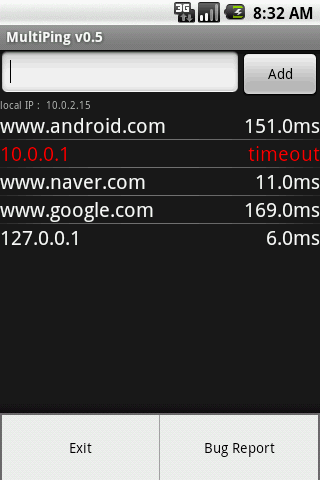 3G 8:32 AM
MultiPing v0.5
Add
local IP : 10.0.2.15
www.android.com 151.0ms
10.0.0.1 timeout
www.naver.com 11.0ms
www.google.com 169.0ms
127.0.0.1 6.0ms
Exit Bug Report